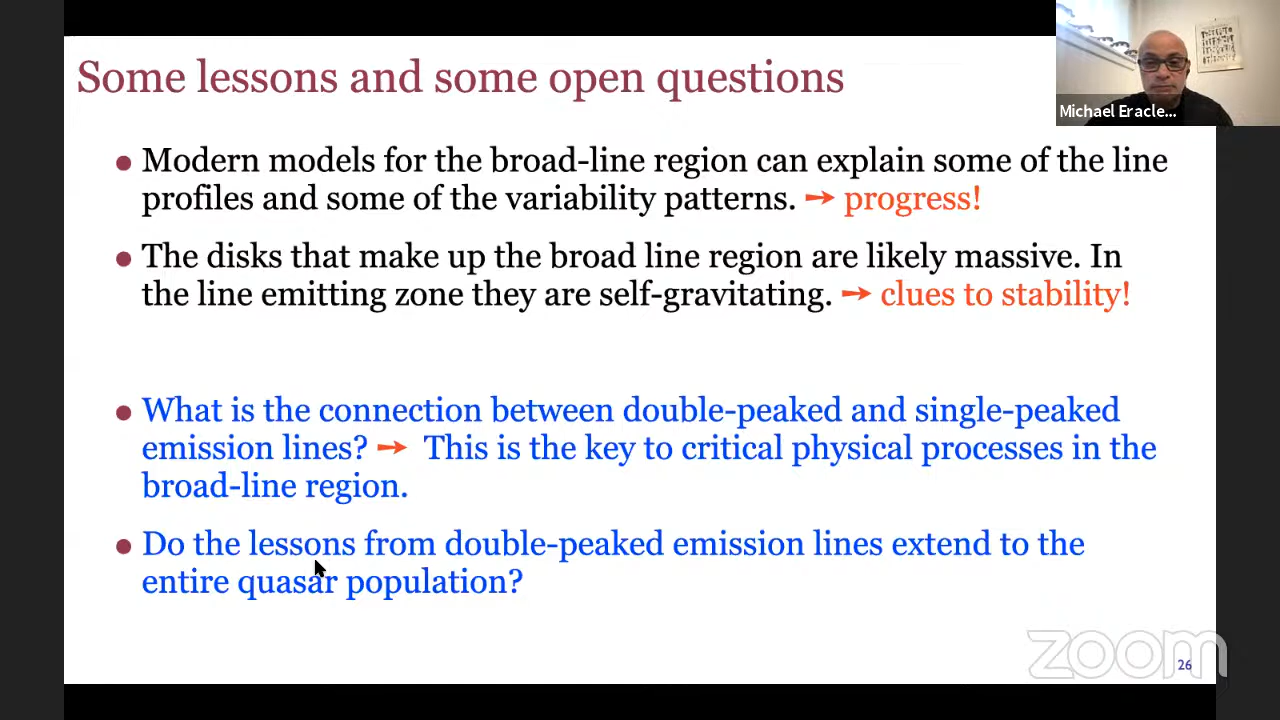 Some lessons and some open questions
Michael Eracle...
• Modern models for the broad-line region can explain some of the line
profiles and some of the variability patterns. → progress!
• The disks that make up the broad line region are likely massive. In
the line emitting zone they are self-gravitating. → clues to stability!
• What is the connection between double-peaked and single-peaked
emission lines? → This is the key to critical physical processes in the
broad-line region.
• Do the lessons from double-peaked emission lines extend to the
entire quasar population?
zoom
26